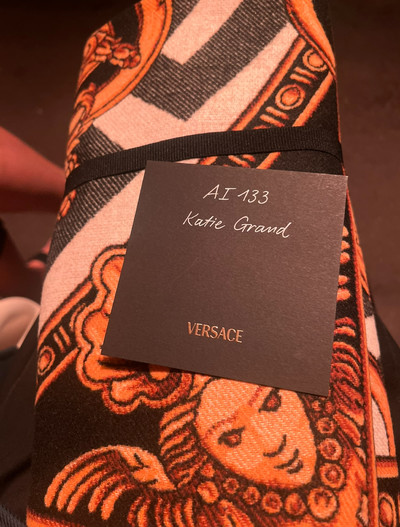 AI 133
Katie Grand
VERSACE